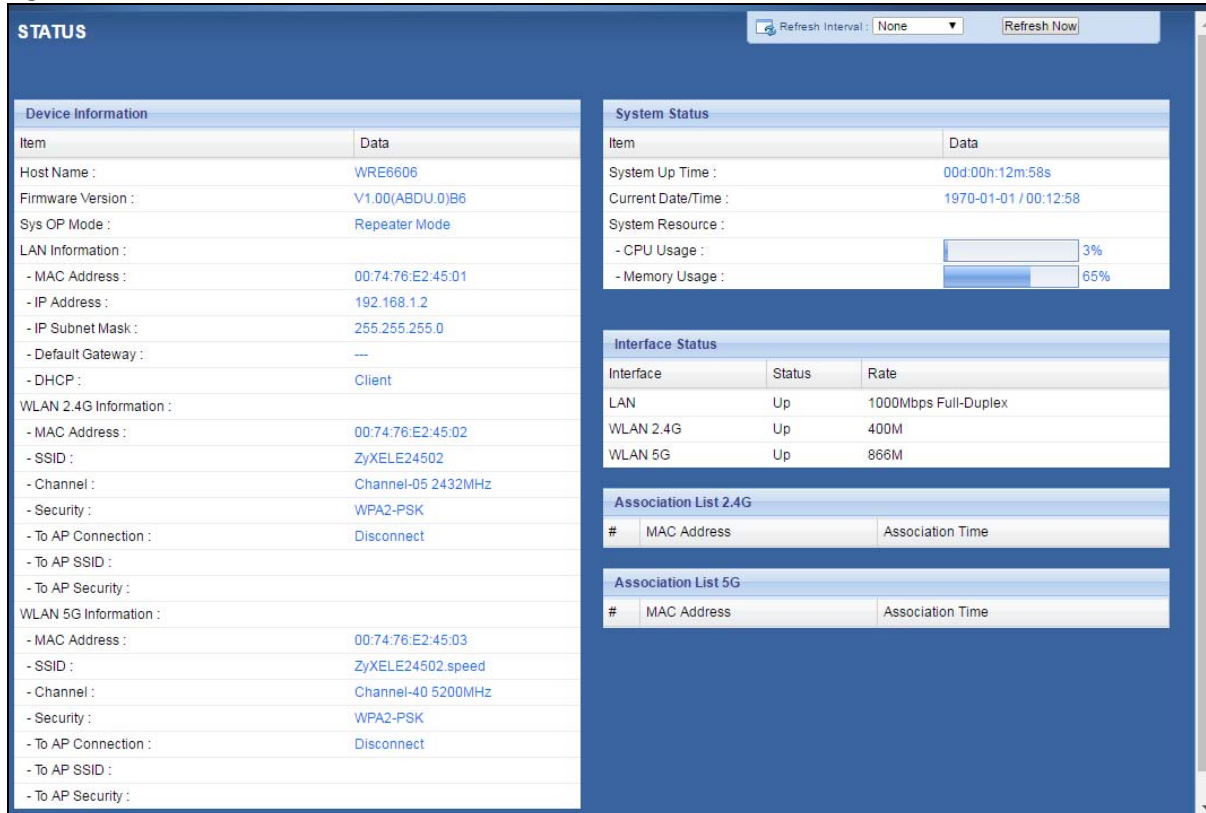 STATUS
Refresh Interval : None Refresh Now
Device Information
Item Data
Host Name : WRE6606
Firmware Version : V1.00(ABDU.0)B6
Sys OP Mode : Repeater Mode
LAN Information :
- MAC Address : 00:74:76:E2:45:01
- IP Address : 192.168.1.2
- IP Subnet Mask : 255.255.255.0
- Default Gateway : ---
- DHCP : Client
WLAN 2.4G Information :
- MAC Address : 00:74:76:E2:45:02
- SSID : ZyXELE24502
- Channel : Channel-05 2432MHz
- Security : WPA2-PSK
- To AP Connection : Disconnect
- To AP SSID :
- To AP Security :
WLAN 5G Information :
- MAC Address : 00:74:76:E2:45:03
- SSID : ZyXELE24502.speed
- Channel : Channel-40 5200MHz
- Security : WPA2-PSK
- To AP Connection : Disconnect
- To AP SSID :
- To AP Security :
System Status
Item Data
System Up Time : 00d:00h:12m:58s
Current Date/Time : 1970-01-01 / 00:12:58
System Resource :
- CPU Usage : 3%
- Memory Usage : 65%
Interface Status
Interface Status Rate
LAN Up 1000Mbps Full-Duplex
WLAN 2.4G Up 400M
WLAN 5G Up 866M
Association List 2.4G
# MAC Address Association Time
Association List 5G
# MAC Address Association Time